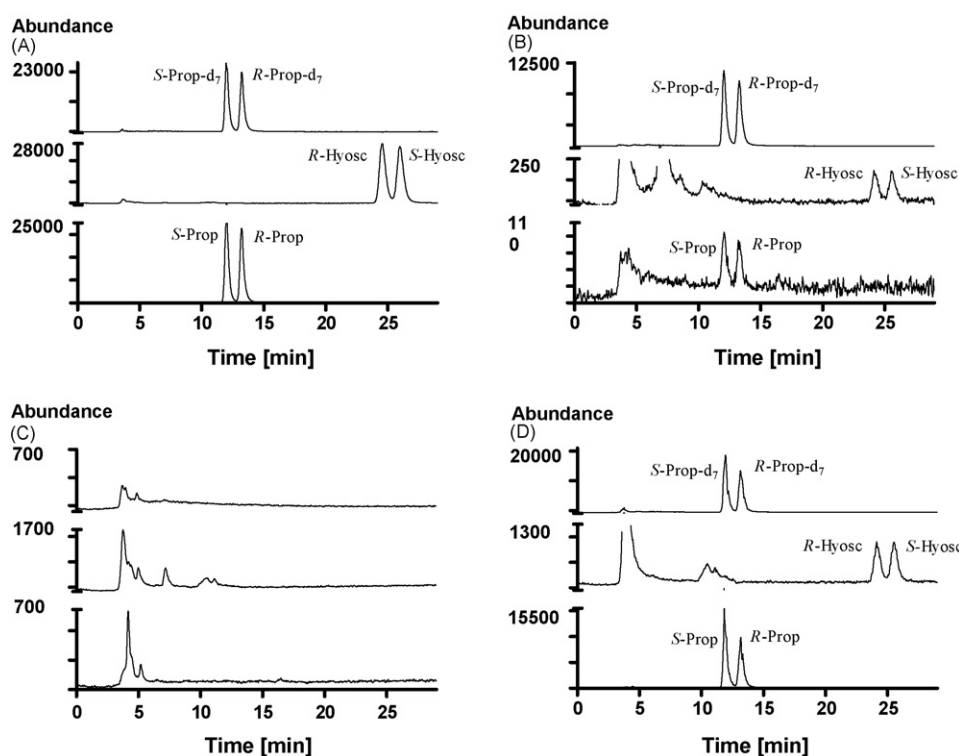 Abundance
(A)
23000
S-Prop-d7
R-Prop-d7
28000
R-Hyosc
S-Hyosc
25000
S-Prop
R-Prop
0 5 10 15 20 25
Time [min]
Abundance
(B)
12500
S-Prop-d7
R-Prop-d7
250
R-Hyosc
S-Hyosc
11
0
S-Prop
R-Prop
0 5 10 15 20 25
Time [min]
Abundance
(C)
700
1700
700
0 5 10 15 20 25
Time [min]
Abundance
(D)
20000
S-Prop-d7
R-Prop-d7
1300
R-Hyosc
S-Hyosc
15500
S-Prop
R-Prop
0 5 10 15 20 25
Time [min]